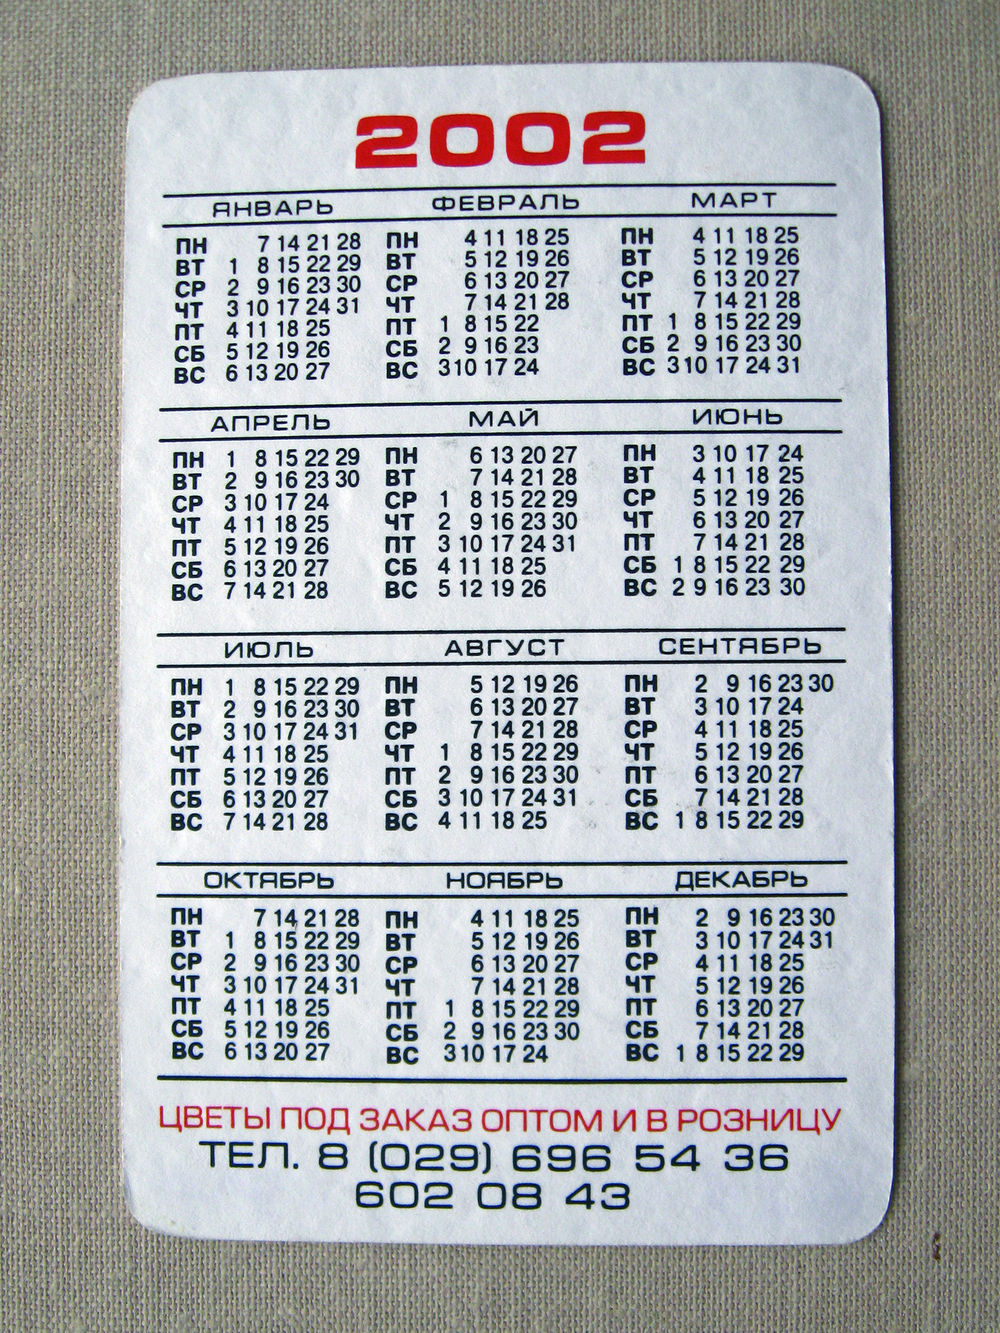 2002
ЯНВАРЬ ФЕВРАЛЬ МАРТ
ПН 7 14 21 28 ПН 4 11 18 25 ПН 4 11 18 25
ВТ 1 8 15 22 29 ВТ 5 12 19 26 ВТ 5 12 19 26
СР 2 9 16 23 30 СР 6 13 20 27 СР 6 13 20 27
ЧТ 3 10 17 24 31 ЧТ 7 14 21 28 ЧТ 7 14 21 28
ПТ 4 11 18 25 ПТ 1 8 15 22 ПТ 1 8 15 22 29
СБ 5 12 19 26 СБ 2 9 16 23 СБ 2 9 16 23 30
ВС 6 13 20 27 ВС 3 10 17 24 ВС 3 10 17 24 31
АПРЕЛЬ МАЙ ИЮНЬ
ПН 1 8 15 22 29 ПН 6 13 20 27 ПН 3 10 17 24
ВТ 2 9 16 23 30 ВТ 7 14 21 28 ВТ 4 11 18 25
СР 3 10 17 24 СР 1 8 15 22 29 СР 5 12 19 26
ЧТ 4 11 18 25 ЧТ 2 9 16 23 30 ЧТ 6 13 20 27
ПТ 5 12 19 26 ПТ 3 10 17 24 31 ПТ 7 14 21 28
СБ 6 13 20 27 СБ 4 11 18 25 СБ 1 8 15 22 29
ВС 7 14 21 28 ВС 5 12 19 26 ВС 2 9 16 23 30
ИЮЛЬ АВГУСТ СЕНТЯБРЬ
ПН 1 8 15 22 29 ПН 5 12 19 26 ПН 2 9 16 23 30
ВТ 2 9 16 23 30 ВТ 6 13 20 27 ВТ 3 10 17 24
СР 3 10 17 24 31 СР 7 14 21 28 СР 4 11 18 25
ЧТ 4 11 18 25 ЧТ 1 8 15 22 29 ЧТ 5 12 19 26
ПТ 5 12 19 26 ПТ 2 9 16 23 30 ПТ 6 13 20 27
СБ 6 13 20 27 СБ 3 10 17 24 31 СБ 7 14 21 28
ВС 7 14 21 28 ВС 4 11 18 25 ВС 1 8 15 22 29
ОКТЯБРЬ НОЯБРЬ ДЕКАБРЬ
ПН 7 14 21 28 ПН 4 11 18 25 ПН 2 9 16 23 30
ВТ 1 8 15 22 29 ВТ 5 12 19 26 ВТ 3 10 17 24 31
СР 2 9 16 23 30 СР 6 13 20 27 СР 4 11 18 25
ЧТ 3 10 17 24 31 ЧТ 7 14 21 28 ЧТ 5 12 19 26
ПТ 4 11 18 25 ПТ 1 8 15 22 29 ПТ 6 13 20 27
СБ 5 12 19 26 СБ 2 9 16 23 30 СБ 7 14 21 28
ВС 6 13 20 27 ВС 3 10 17 24 ВС 1 8 15 22 29
ЦВЕТЫ ПОД ЗАКАЗ ОПТОМ И В РОЗНИЦУ
ТЕЛ. 8 (029) 696 54 36
602 08 43